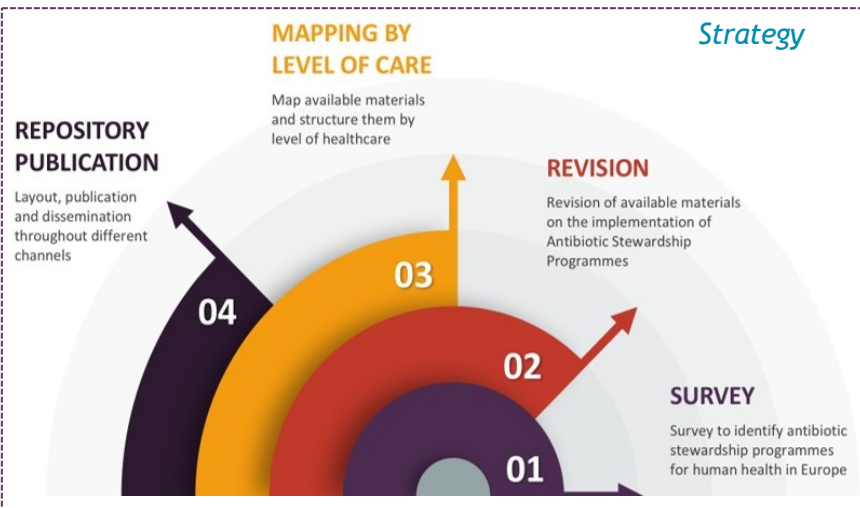 Strategy
MAPPING BY
LEVEL OF CARE
Map available materials
and structure them by
level of healthcare
REPOSITORY
PUBLICATION
Layout, publication
and dissemination
throughout different
channels
REVISION
Revision of available materials
on the implementation of
Antibiotic Stewardship
Programmes
04
03
02
SURVEY
Survey to identify antibiotic
stewardship programmes
for human health in Europe
01